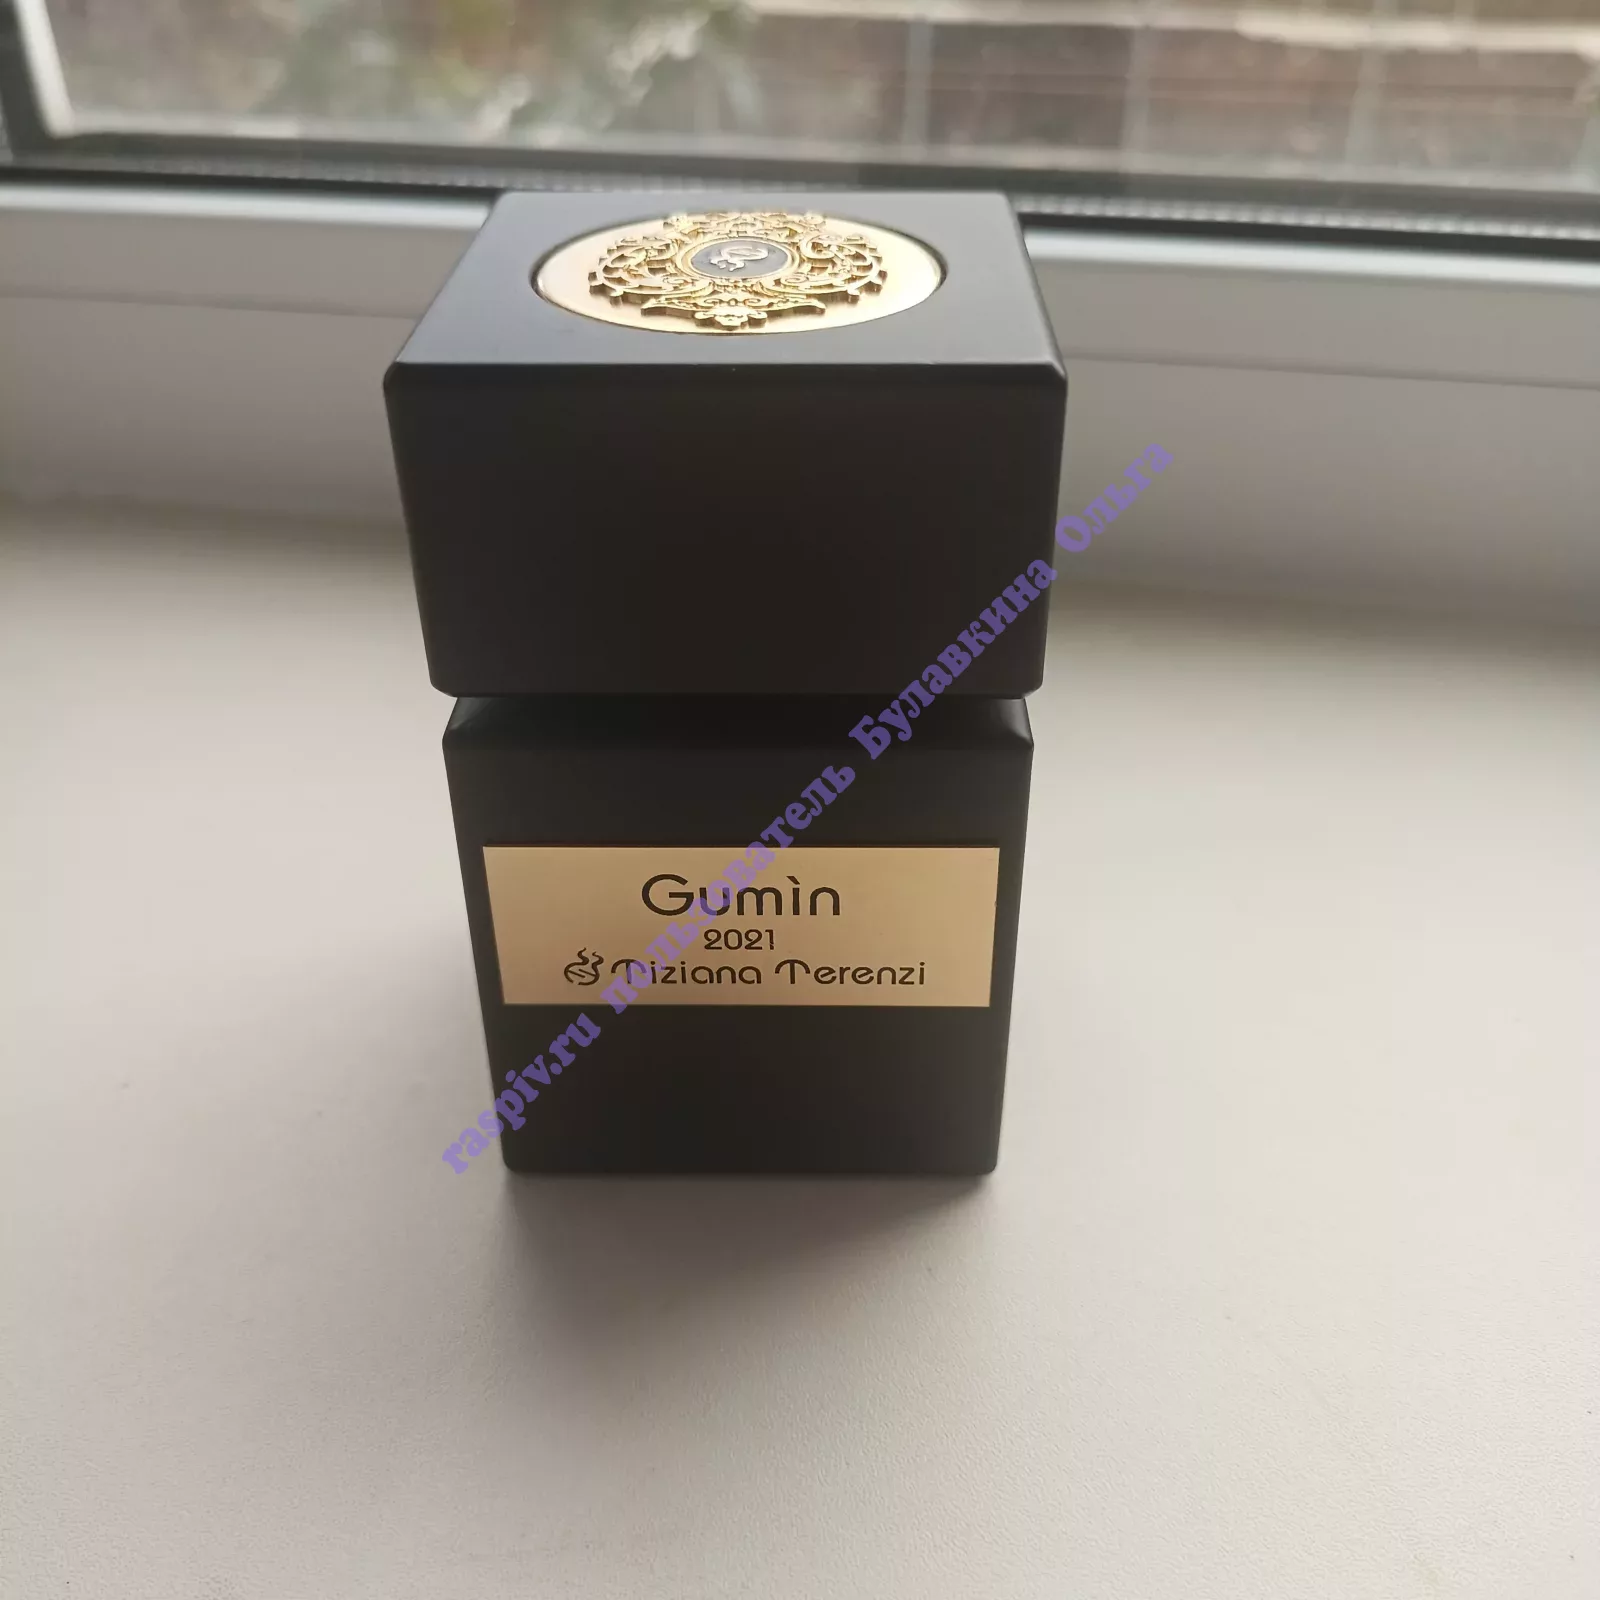 Gumìn
2021
Tiziana Terenzi
raspiv.ru пользователь Булавкина Ольга